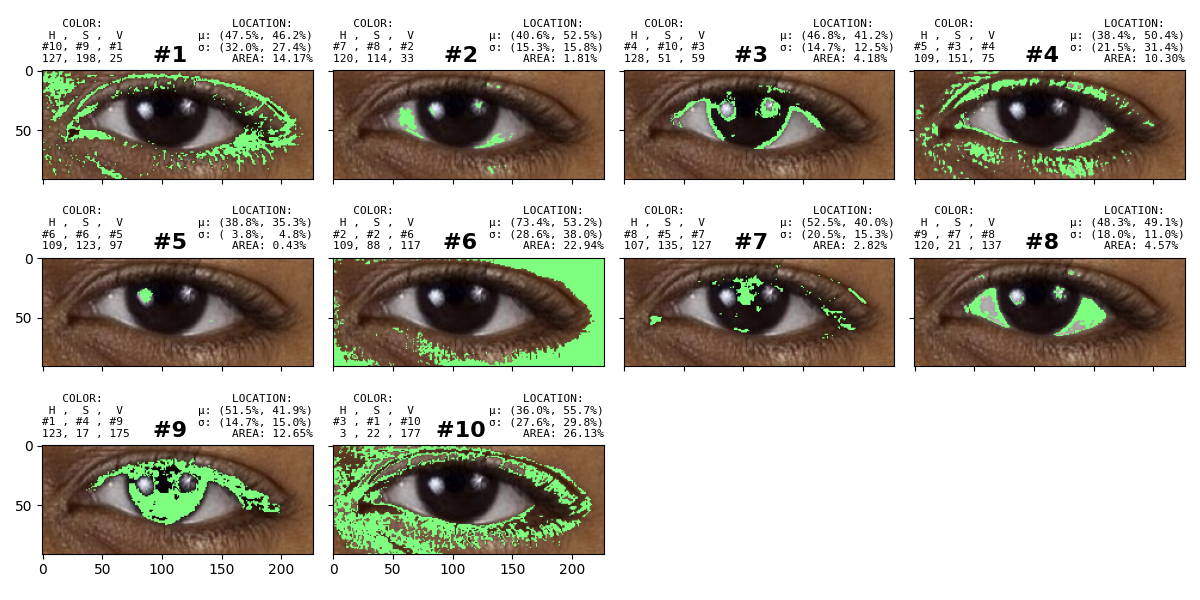 COLOR: LOCATION:
H , S , V μ: (47.5%, 46.2%)
#10, #9 , #1 #1 σ: (32.0%, 27.4%)
127, 198, 25 AREA: 14.17%
COLOR: LOCATION:
H , S , V μ: (40.6%, 52.5%)
#7 , #8 , #2 #2 σ: (15.3%, 15.8%)
120, 114, 33 AREA: 1.81%
COLOR: LOCATION:
H , S , V μ: (46.8%, 41.2%)
#4 , #10, #3 #3 σ: (14.7%, 12.5%)
128, 51 , 59 AREA: 4.18%
COLOR: LOCATION:
H , S , V μ: (38.4%, 50.4%)
#5 , #3 , #4 #4 σ: (21.5%, 31.4%)
109, 151, 75 AREA: 10.30%
0
50
COLOR: LOCATION:
H , S , V μ: (38.8%, 35.3%)
#6 , #6 , #5 #5 σ: ( 3.8%, 4.8%)
109, 123, 97 AREA: 0.43%
COLOR: LOCATION:
H , S , V μ: (73.4%, 53.2%)
#2 , #2 , #6 #6 σ: (28.6%, 38.0%)
109, 88 , 117 AREA: 22.94%
COLOR: LOCATION:
H , S , V μ: (52.5%, 40.0%)
#8 , #5 , #7 #7 σ: (20.5%, 15.3%)
107, 135, 127 AREA: 2.82%
COLOR: LOCATION:
H , S , V μ: (48.3%, 49.1%)
#9 , #7 , #8 #8 σ: (18.0%, 11.0%)
120, 21 , 137 AREA: 4.57%
0
50
COLOR: LOCATION:
H , S , V μ: (51.5%, 41.9%)
#1 , #4 , #9 #9 σ: (14.7%, 15.0%)
123, 17 , 175 AREA: 12.65%
COLOR: LOCATION:
H , S , V μ: (36.0%, 55.7%)
#3 , #1 , #10 #10 σ: (27.6%, 29.8%)
3 , 22 , 177 AREA: 26.13%
0
50
0 50 100 150 200
0 50 100 150 200